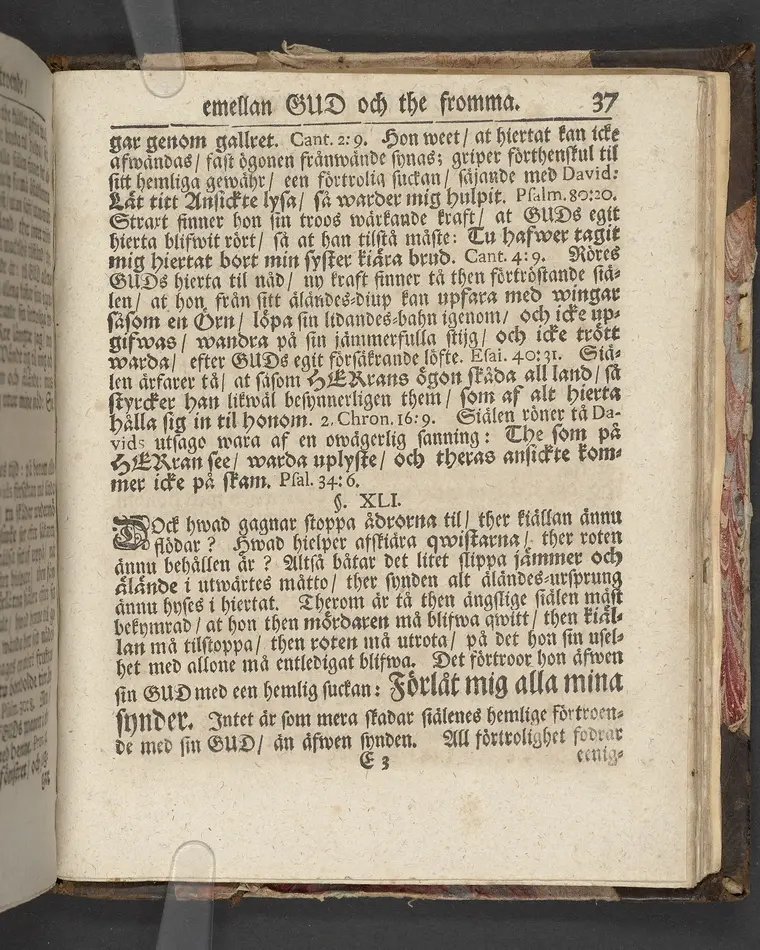 emellan GUD och the fromma. 37
gar genom gallret. Cant. 2: 9. Hon weet / at hiertat kan icke
afwändas / fast ögonen frånwände synas; griper förthenskul til
sitt hemliga gewähr / een förtrolig suckan / säjande med David:
Låt titt Ansickte lysa / så warder mig hulpit. Psalm. 80:20.
Straxt finner hon sin troos wärkande kraft / at GUDs egit
hierta blifwit rört / så at han tilstå måste: Tu hafwer tagit
mig hiertat bort min syster kiära brud. Cant. 4: 9. Röres
GUDs hierta til nåd / ny kraft finner tå then förtröstande siä-
len / at hon från sitt äländes-diup kan upfara med wingar
såsom en Örn / löpa sin lidandes-bahn igenom / och icke up-
gifwas / wandra på sin jämmerfulla stijg / och icke trött
warda / efter GUDs egit försäkrande löfte. Esai. 40: 31. Siä-
len ärfarer tå / at såsom HERrans ögon skåda all land / så
styrcker han likwäl besynnerligen them / som af alt hierta
hålla sig in til honom. 2. Chron. 16: 9. Siälen röner tå Da-
vids utsago wara af en owägerlig sanning: The som på
HERran see / warda uplyste / och theras ansickte kom-
mer icke på skam. Psal. 34: 6.
§. XLI.
DOck hwad gagnar stoppa ådrorna til / ther kiällan ännu
flödar ? Hwad hielper afskiära qwistarna / ther roten
ännu behållen är ? Altså båtar det litet slippa jämmer och
älände i utwärtes måtto / ther synden alt äländes-ursprung
ännu hyses i hiertat. Therom är tå then ängslige siälen mäst
bekymrad / at hon then mördaren må blifwa qwitt / then kiäl-
lan må tilstoppa / then roten må utrota / på det hon sin usel-
het med allone må entledigat blifwa. Det förtroor hon äfwen
sin GUD med een hemlig suckan: Förlåt mig alla mina
synder. Intet är som mera skadar siälenes hemlige förtroen-
de med sin GUD / än äfwen synden. All förtrolighet fodrar
E 3 eenig-